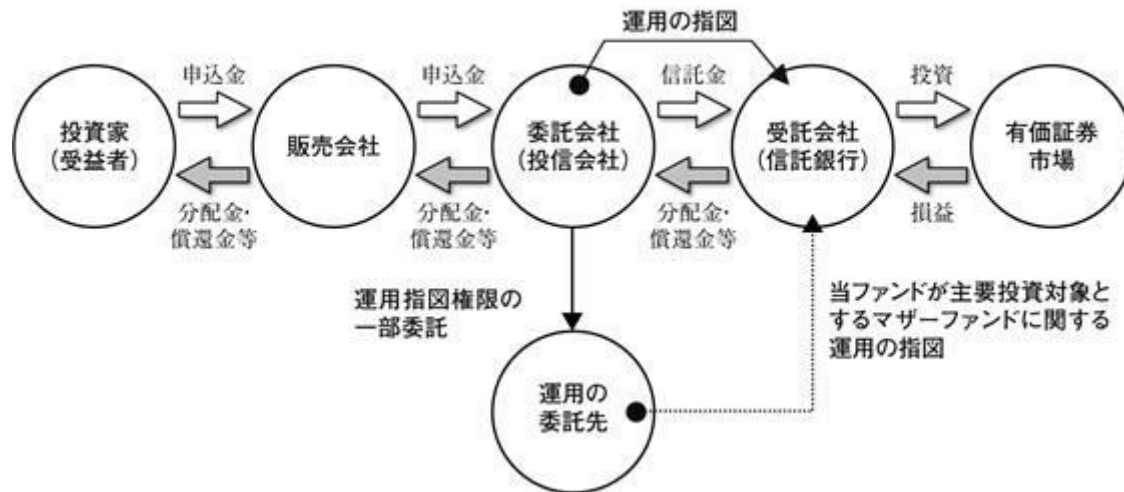 運用の指図
申込金
申込金
信託金
投資
投資家
(受益者)
販売会社
委託会社
(投信会社)
受託会社
(信託銀行)
有価証券
市場
分配金・
償還金等
分配金・
償還金等
分配金・
償還金等
損益
運用指図権限の
一部委託
当ファンドが主要投資対象と
するマザーファンドに関する
運用の指図
運用の
委託先